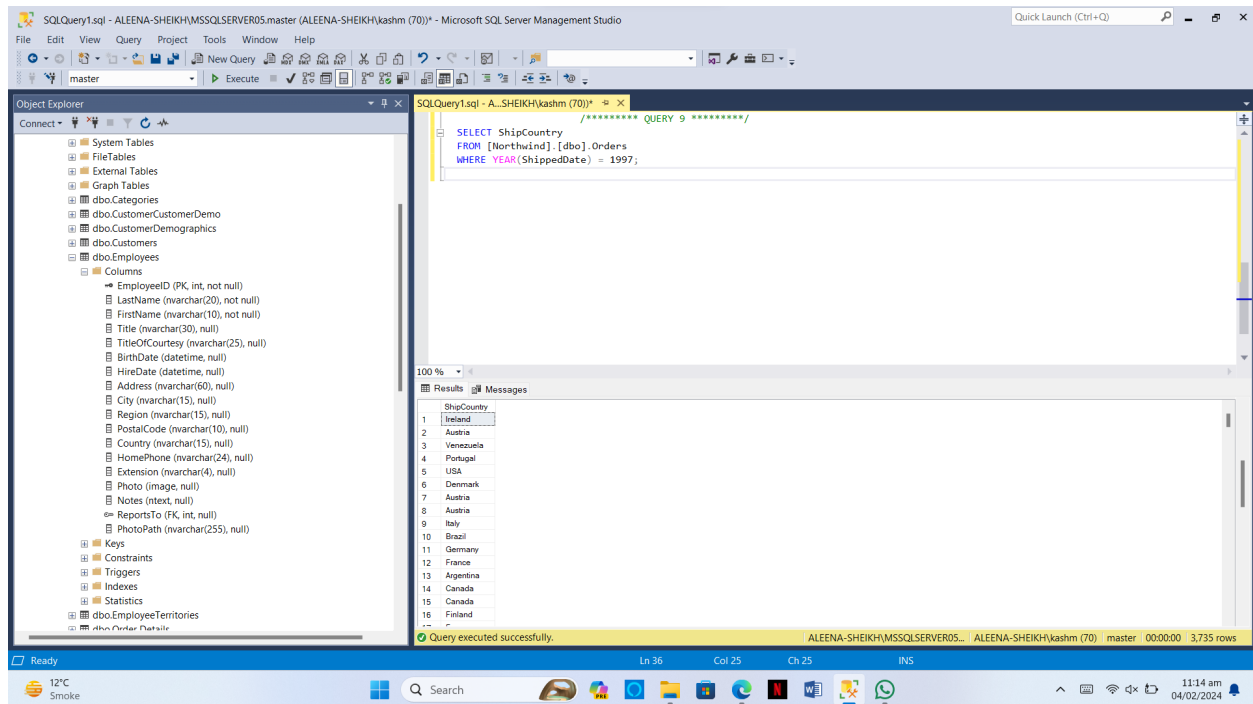 SQLQuery1.sql - ALEENA-SHEIKH\MSSQLSERVER05.master (ALEENA-SHEIKH\kashm (70))* - Microsoft SQL Server Management Studio
Quick Launch (Ctrl+Q)
File Edit View Query Project Tools Window Help
New Query
master
Execute
Object Explorer
SQLQuery1.sql - A...SHEIKH\kashm (70))*
Connect
System Tables
FileTables
External Tables
Graph Tables
dbo.Categories
dbo.CustomerCustomerDemo
dbo.CustomerDemographics
dbo.Customers
dbo.Employees
Columns
EmployeeID (PK, int, not null)
LastName (nvarchar(20), not null)
FirstName (nvarchar(10), not null)
Title (nvarchar(30), null)
TitleOfCourtesy (nvarchar(25), null)
BirthDate (datetime, null)
HireDate (datetime, null)
Address (nvarchar(60), null)
City (nvarchar(15), null)
Region (nvarchar(15), null)
PostalCode (nvarchar(10), null)
Country (nvarchar(15), null)
HomePhone (nvarchar(24), null)
Extension (nvarchar(4), null)
Photo (image, null)
Notes (ntext, null)
ReportsTo (FK, int, null)
PhotoPath (nvarchar(255), null)
Keys
Constraints
Triggers
Indexes
Statistics
dbo.EmployeeTerritories
dbo.Order Details
/********* QUERY 9 *********/
SELECT ShipCountry
FROM [Northwind].[dbo].Orders
WHERE YEAR(ShippedDate) = 1997;
100 %
Results Messages
ShipCountry
1 Ireland
2 Austria
3 Venezuela
4 Portugal
5 USA
6 Denmark
7 Austria
8 Austria
9 Italy
10 Brazil
11 Germany
12 France
13 Argentina
14 Canada
15 Canada
16 Finland
Query executed successfully.
ALEENA-SHEIKH\MSSQLSERVER05... ALEENA-SHEIKH\kashm (70) master 00:00:00 3,735 rows
Ready Ln 36 Col 25 Ch 25 INS
12°C
Smoke
Search
11:14 am
04/02/2024